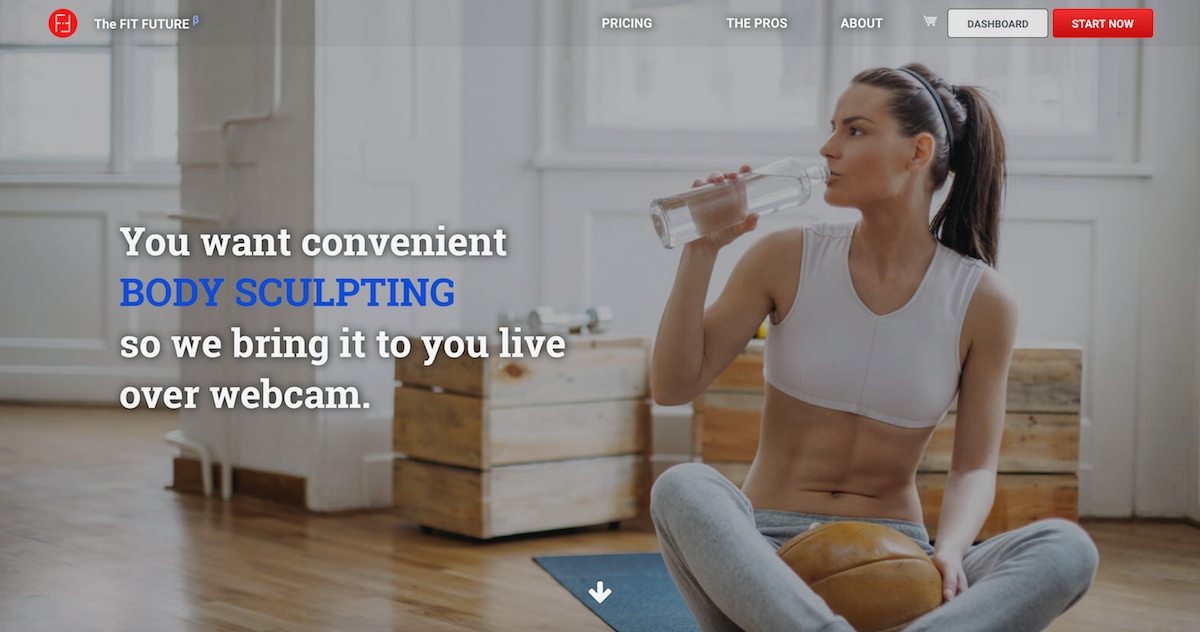 The FIT FUTURE β
PRICING
THE PROS
ABOUT
DASHBOARD
START NOW
You want convenient
BODY SCULPTING
so we bring it to you live
over webcam.